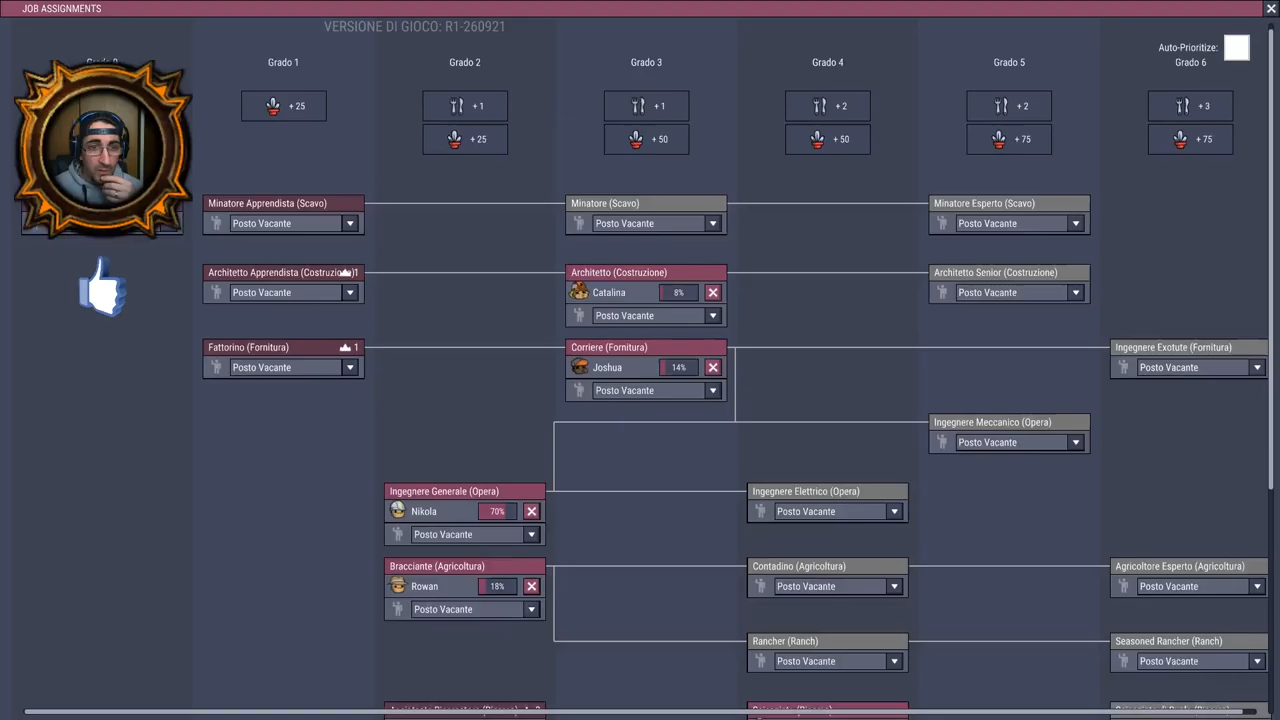 JOB ASSIGNMENTS
VERSIONE DI GIOCO: R1-260921
Auto-Prioritize:
Grado 1
Grado 2
Grado 3
Grado 4
Grado 5
Grado 6
+ 25
+ 1
+ 1
+ 2
+ 2
+ 3
+ 25
+ 50
+ 50
+ 75
+ 75
Minatore Apprendista (Scavo)
Minatore (Scavo)
Minatore Esperto (Scavo)
Posto Vacante
Posto Vacante
Posto Vacante
Architetto Apprendista (Costruzione) 1
Architetto (Costruzione)
Architetto Senior (Costruzione)
Posto Vacante
Catalina 8%
Posto Vacante
Posto Vacante
Fattorino (Fornitura) 1
Corriere (Fornitura)
Ingegnere Exotute (Fornitura)
Posto Vacante
Joshua 14%
Posto Vacante
Posto Vacante
Ingegnere Meccanico (Opera)
Posto Vacante
Ingegnere Generale (Opera)
Ingegnere Elettrico (Opera)
Nikola 70%
Posto Vacante
Posto Vacante
Bracciante (Agricoltura)
Contadino (Agricoltura)
Agricoltore Esperto (Agricoltura)
Rowan 18%
Posto Vacante
Posto Vacante
Posto Vacante
Rancher (Ranch)
Seasoned Rancher (Ranch)
Posto Vacante
Posto Vacante